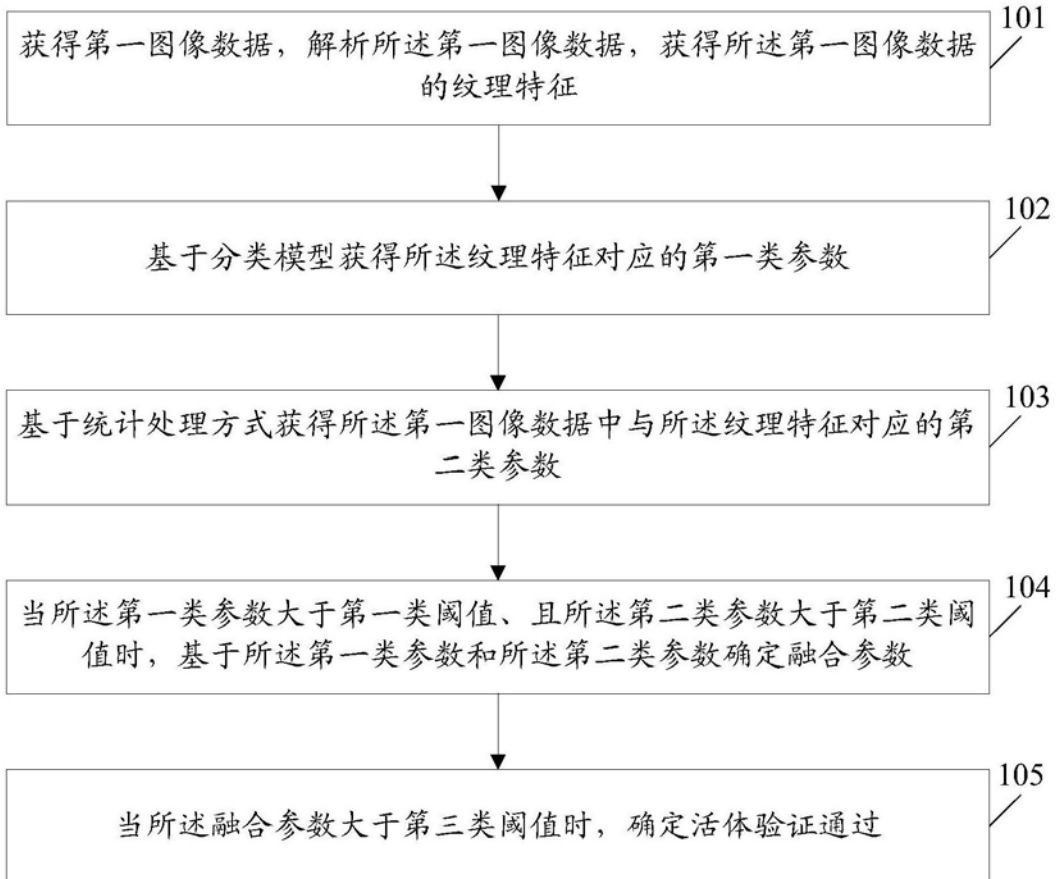 101
获得第一图像数据，解析所述第一图像数据，获得所述第一图像数据
的纹理特征
102
基于分类模型获得所述纹理特征对应的第一类参数
103
基于统计处理方式获得所述第一图像数据中与所述纹理特征对应的第
二类参数
104
当所述第一类参数大于第一类阈值、且所述第二类参数大于第二类阈
值时，基于所述第一类参数和所述第二类参数确定融合参数
105
当所述融合参数大于第三类阈值时，确定活体验证通过